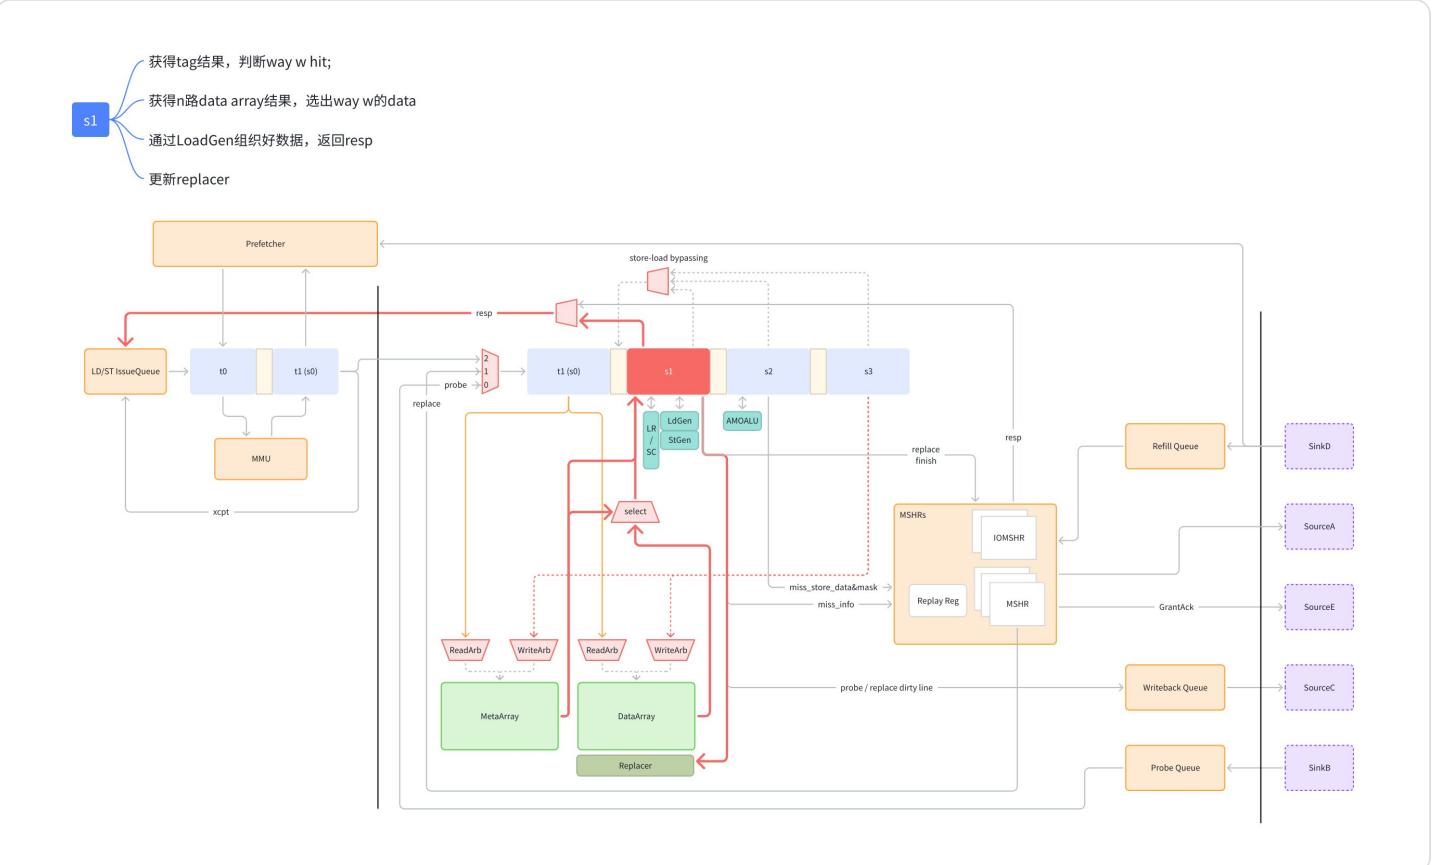 获得tag结果，判断way w hit;
获得n路data array结果，选出way w的data
s1
通过LoadGen组织好数据，返回resp
更新replacer
Prefetcher
store-load bypassing
resp
LD/ST IssueQueue
t0
t1 (s0)
2
1
probe
0
replace
t1 (s0)
s1
s2
s3
LR
/
SC
LdGen
StGen
AMOALU
MMU
xcpt
select
replace
finish
resp
Refill Queue
SinkD
MSHRs
IOMSHR
Replay Reg
MSHR
SourceA
miss_store_data&mask
miss_info
GrantAck
SourceE
ReadArb
WriteArb
ReadArb
WriteArb
MetaArray
DataArray
Replacer
probe / replace dirty line
Writeback Queue
SourceC
Probe Queue
SinkB